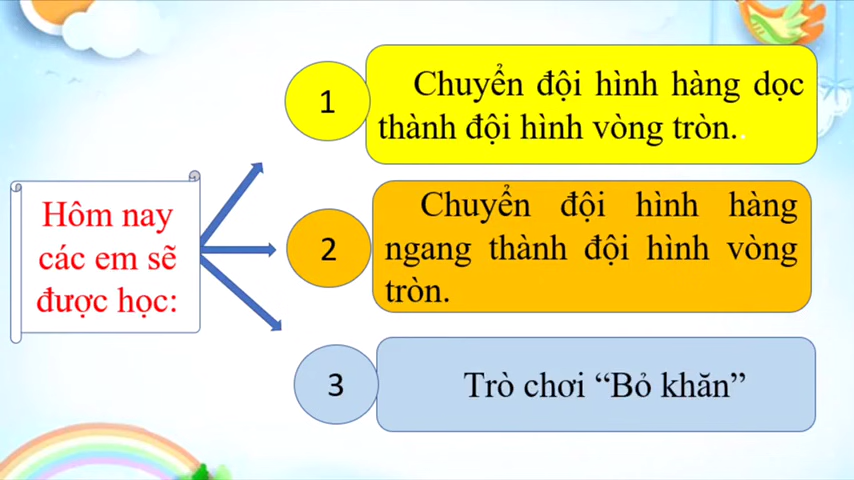 Hôm nay
các em sẽ
được học:
1
Chuyển đội hình hàng dọc
thành đội hình vòng tròn..
2
Chuyển đội hình hàng
ngang thành đội hình vòng
tròn.
3
Trò chơi “Bỏ khăn”